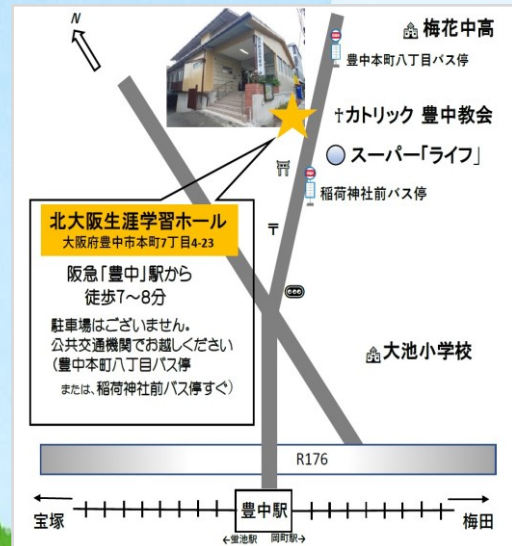 N
梅花中高
豊中本町八丁目バス停
†カトリック 豊中教会
スーパー「ライフ」
稲荷神社前バス停
〒
北大阪生涯学習ホール
大阪府豊中市本町7丁目4-23
阪急「豊中」駅から
徒歩7～8分
駐車場はございません。
公共交通機関でお越しください
(豊中本町八丁目バス停
または、稲荷神社前バス停すぐ)
大池小学校
R176
豊中駅
宝塚
梅田
←蛍池駅 岡町駅→